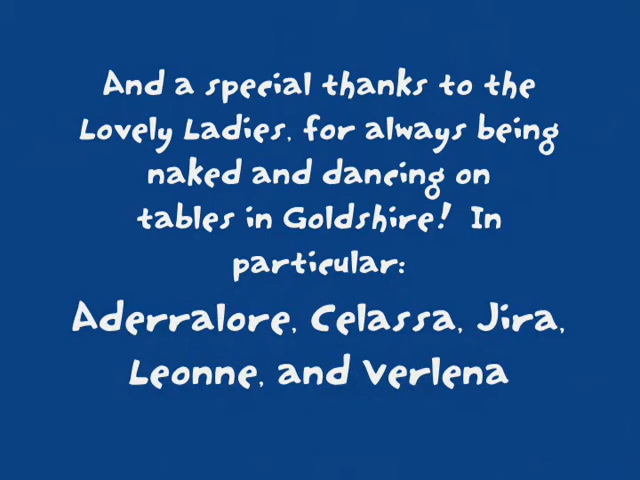 And a special thanks to the
Lovely Ladies, for always being
naked and dancing on
tables in Goldshire! In
particular:
Aderralore, Celassa, Jira,
Leonne, and Verlena